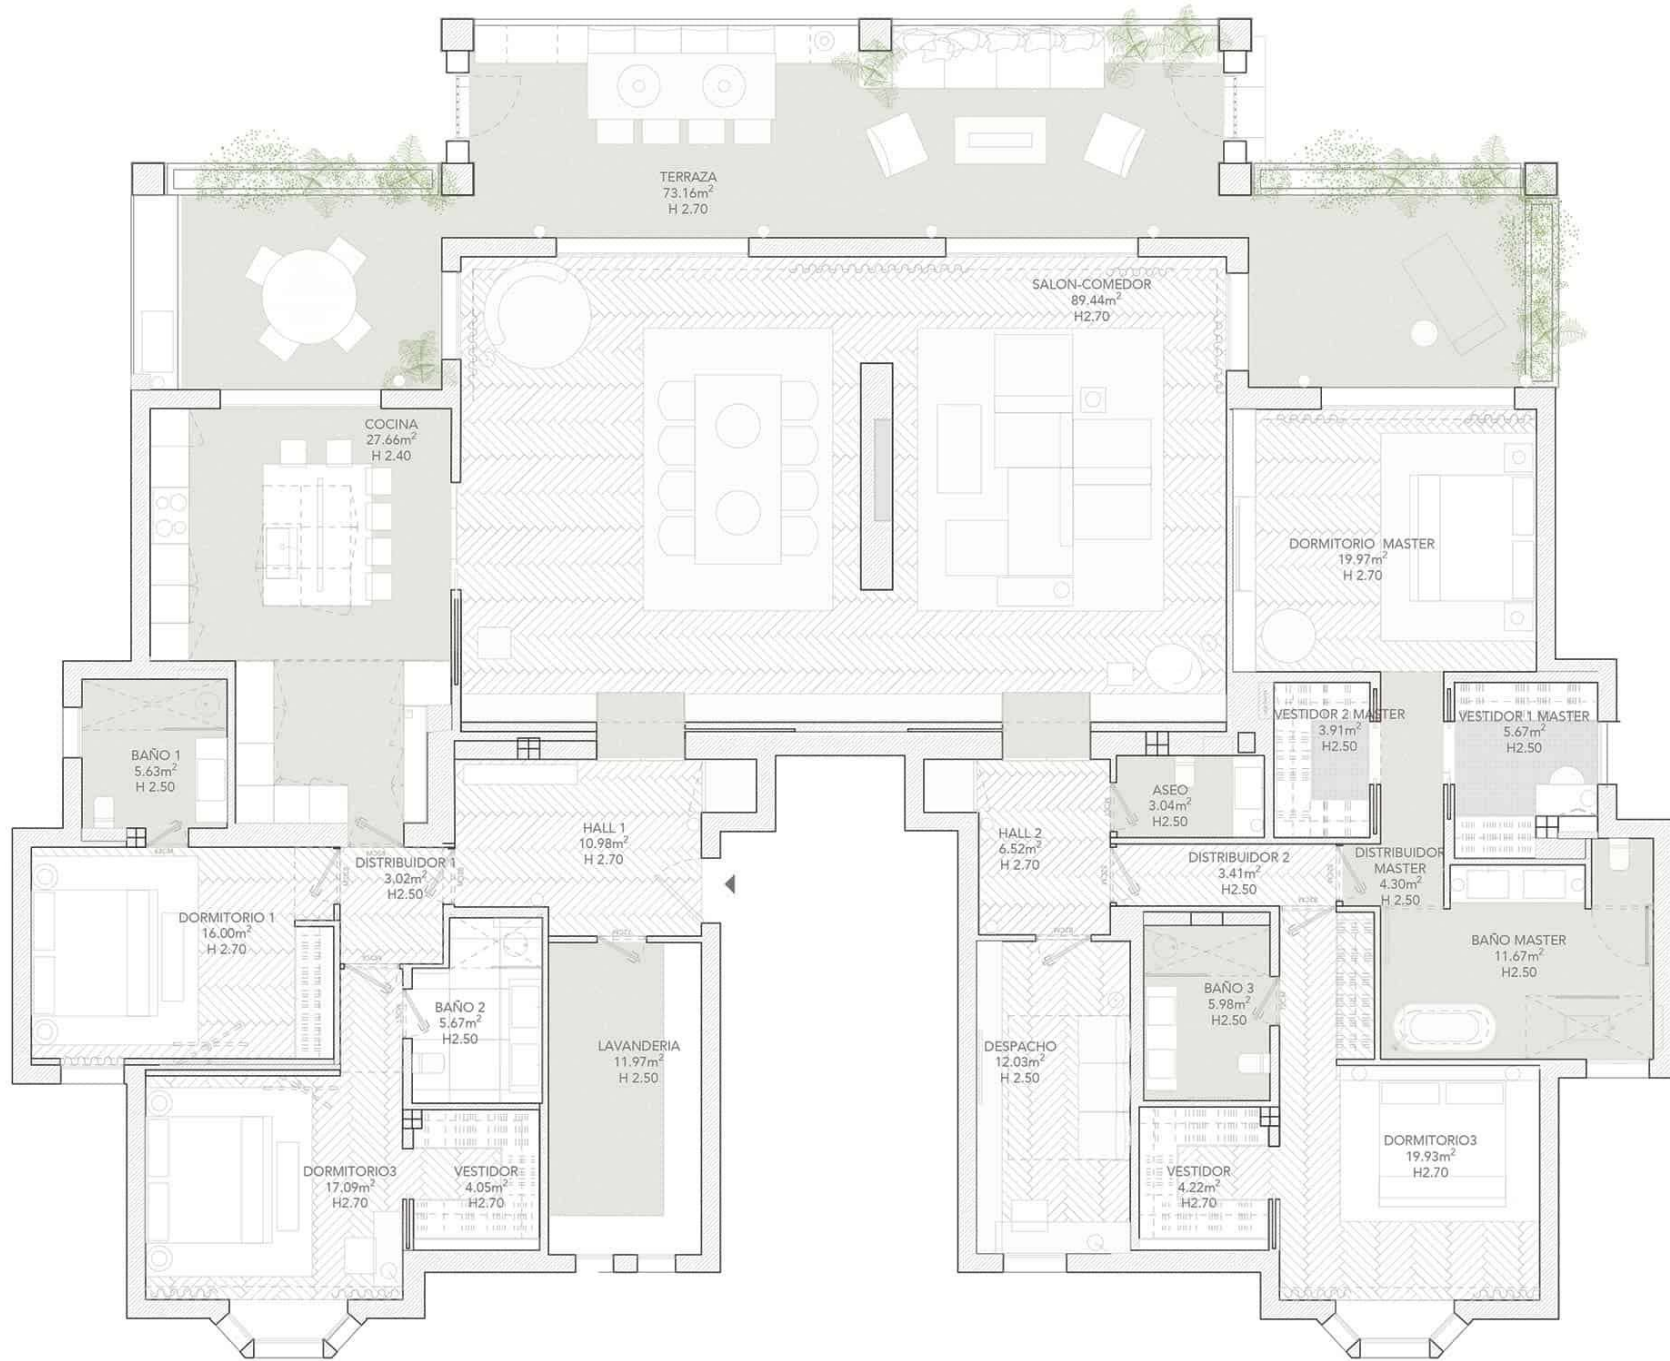 TERRAZA
73.16m²
H 2.70
SALON-COMEDOR
89.44m²
H2.70
COCINA
27.66m²
H 2.40
DORMITORIO MASTER
19.97m²
H 2.70
VESTIDOR 2 MASTER
3.91m²
H2.50
VESTIDOR 1 MASTER
5.67m²
H2.50
BAÑO 1
5.63m²
H 2.50
ASEO
3.04m²
H2.50
HALL 1
10.98m²
H 2.70
HALL 2
6.52m²
H 2.70
DISTRIBUIDOR 1
3.02m²
H2.50
DISTRIBUIDOR 2
3.41m²
H2.50
DISTRIBUIDOR
MASTER
4.30m²
H 2.50
DORMITORIO 1
16.00m²
H 2.70
BAÑO MASTER
11.67m²
H2.50
BAÑO 2
5.67m²
H2.50
BAÑO 3
5.98m²
H2.50
LAVANDERIA
11.97m²
H 2.50
DESPACHO
12.03m²
H 2.50
DORMITORIO3
17.09m²
H2.70
VESTIDOR
4.05m²
H2.70
VESTIDOR
4.22m²
H2.70
DORMITORIO3
19.93m²
H2.70